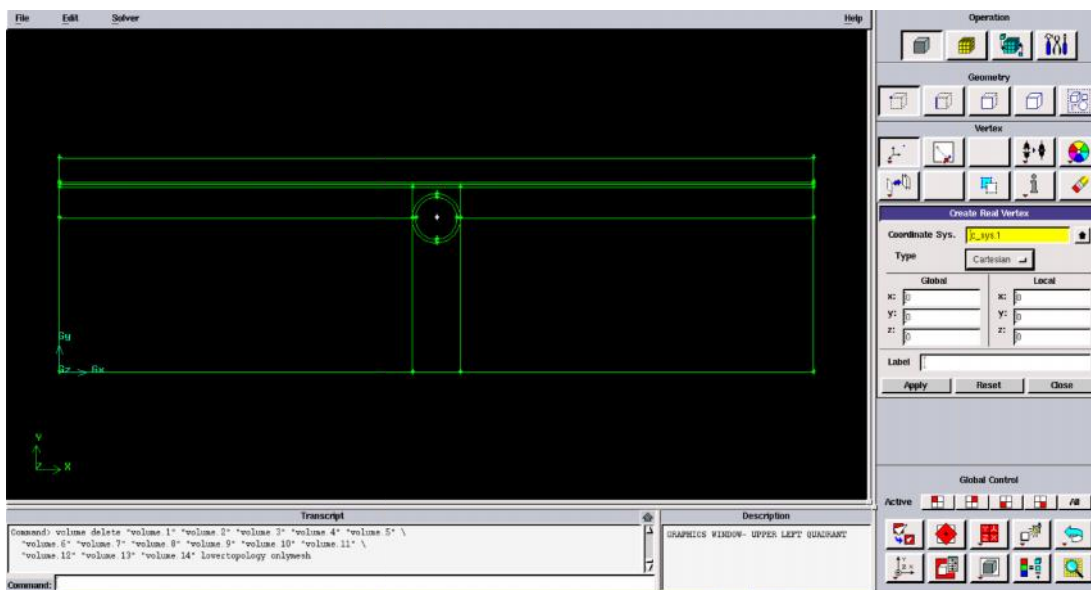 File Edit Solver Help
Operation
Geometry
Vertex
Create Real Vertex
Coordinate Sys. c_sys.1
Type Cartesian
Global Local
x: 0 x: 0
y: 0 y: 0
z: 0 z: 0
Label
Apply Reset Close
Gy
Gz Gx
Y
Z X
Global Control
Active All
Transcript
Command> volume delete "volume.1" "volume.2" "volume.3" "volume.4" "volume.5" \
"volume.6" "volume.7" "volume.8" "volume.9" "volume.10" "volume.11" \
"volume.12" "volume.13" "volume.14" lowertopology onlymesh
Command:
Description
GRAPHICS WINDOW- UPPER LEFT QUADRANT